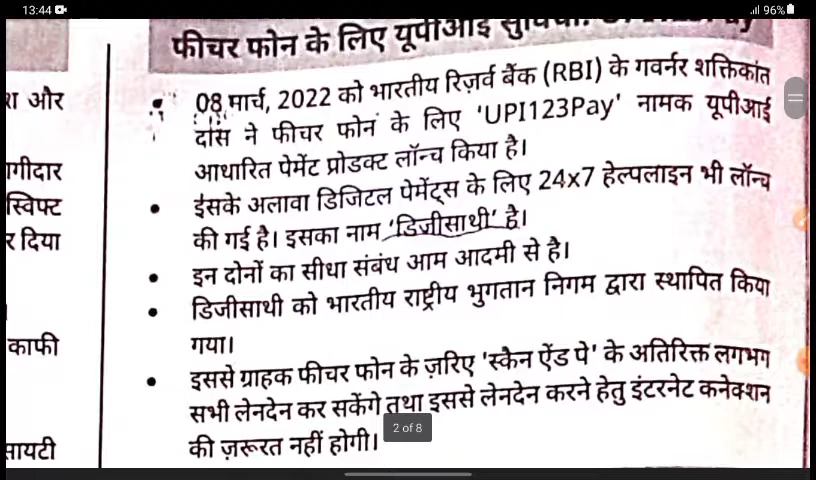 13:44
96%
फीचर फोन के लिए यूपीआई सुविधा:
श और
08 मार्च, 2022 को भारतीय रिज़र्व बैंक (RBI) के गवर्नर शक्तिकांत
दास ने फीचर फोन के लिए 'UPI123Pay' नामक यूपीआई
आधारित पेमेंट प्रोडक्ट लॉन्च किया है।
गीदार
स्विफ्ट
इसके अलावा डिजिटल पेमेंट्स के लिए 24x7 हेल्पलाइन भी लॉन्च
र दिया
की गई है। इसका नाम 'डिजीसाथी' है।
इन दोनों का सीधा संबंध आम आदमी से है।
डिजीसाथी को भारतीय राष्ट्रीय भुगतान निगम द्वारा स्थापित किया
काफी
गया।
इससे ग्राहक फीचर फोन के ज़रिए 'स्कैन ऐंड पे' के अतिरिक्त लगभग
सभी लेनदेन कर सकेंगे तथा इससे लेनदेन करने हेतु इंटरनेट कनेक्शन
2 of 8
की ज़रूरत नहीं होगी।
सायटी